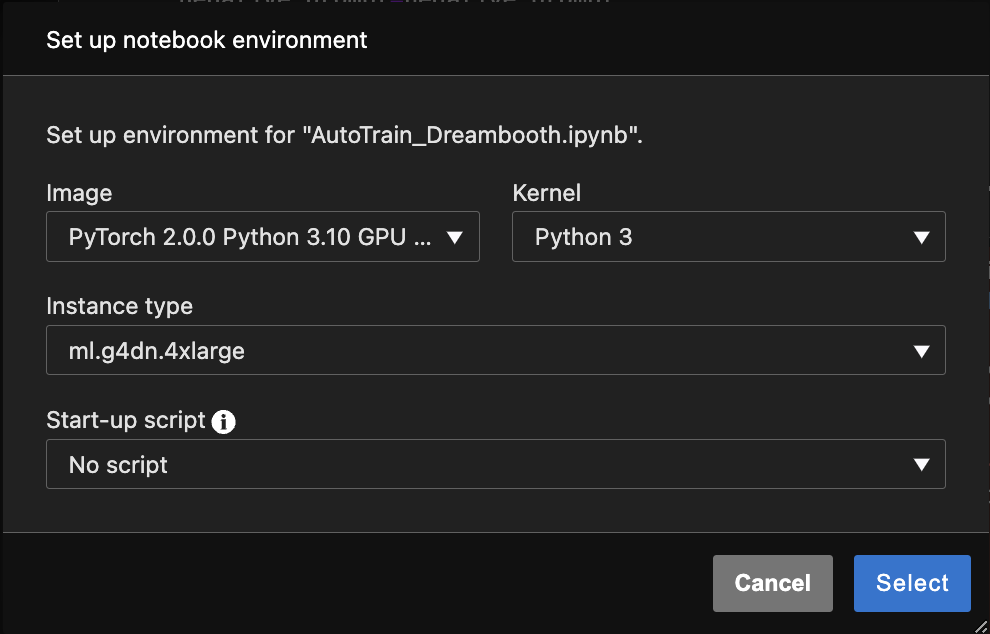 Set up notebook environment
Set up environment for "AutoTrain_Dreambooth.ipynb".
Image
Kernel
PyTorch 2.0.0 Python 3.10 GPU ...
Python 3
Instance type
ml.g4dn.4xlarge
Start-up script
No script
Cancel
Select